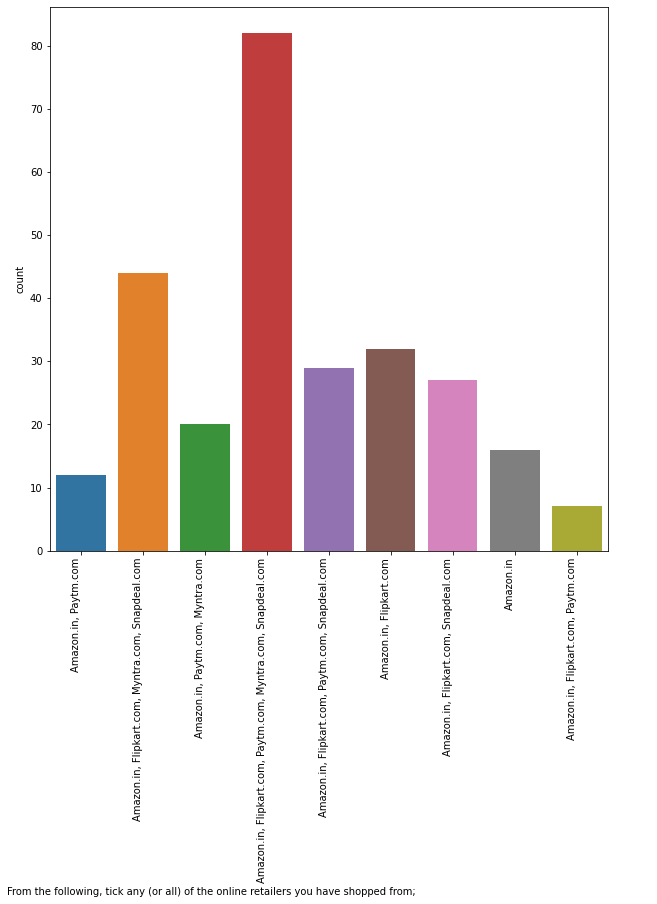 80
70
60
50
40
30
20
10
0
count
Amazon.in, Paytm.com
Amazon.in, Flipkart.com, Myntra.com, Snapdeal.com
Amazon.in, Paytm.com, Myntra.com
Amazon.in, Flipkart.com, Paytm.com, Myntra.com, Snapdeal.com
Amazon.in, Flipkart.com, Paytm.com, Snapdeal.com
Amazon.in, Flipkart.com
Amazon.in, Flipkart.com, Snapdeal.com
Amazon.in
Amazon.in, Flipkart.com, Paytm.com
From the following, tick any (or all) of the online retailers you have shopped from;